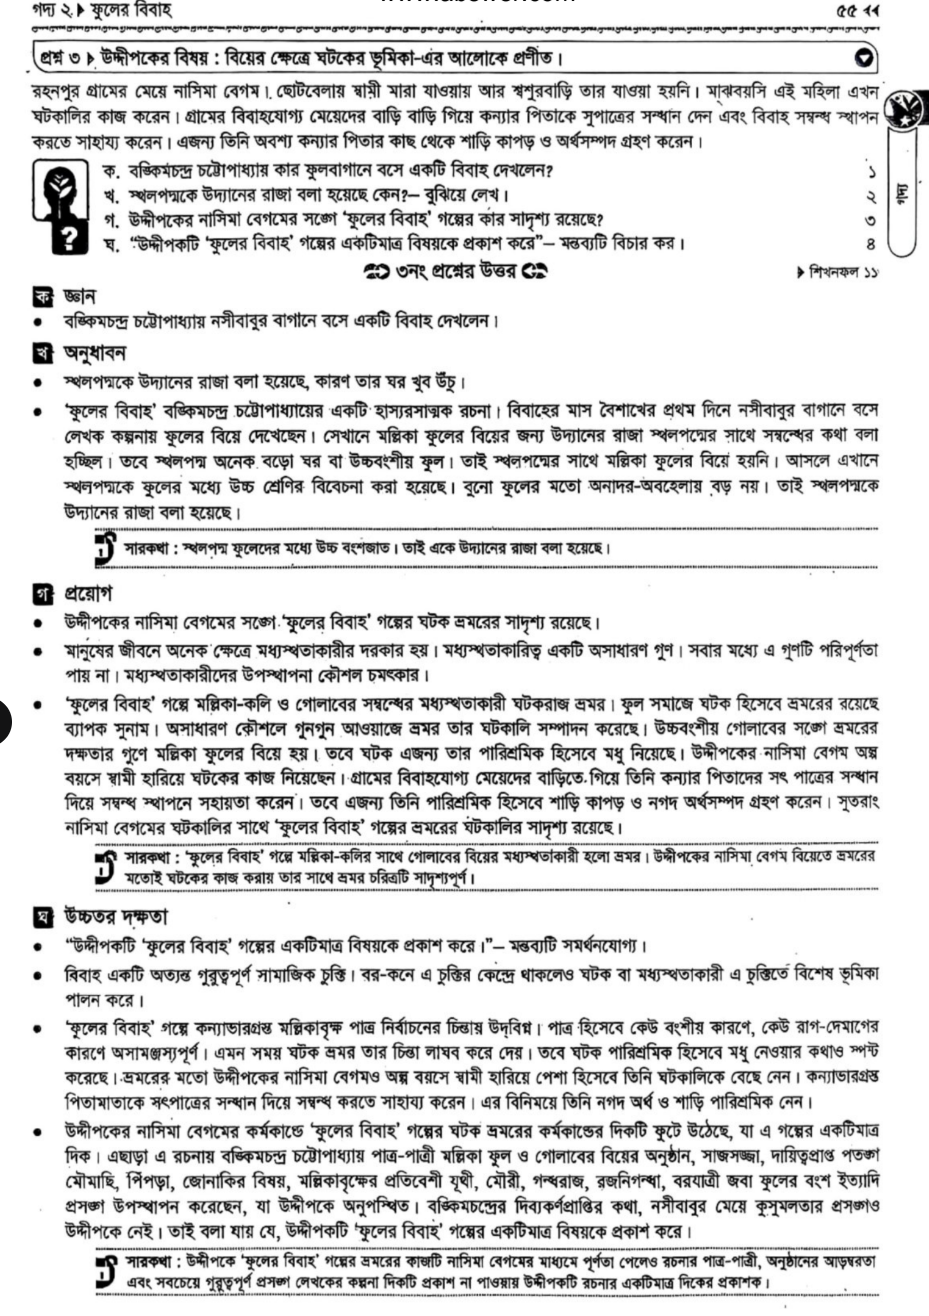 গদ্য ২ ▶ ফুলের বিবাহ
৫৫
প্রশ্ন ৩ ▶ উদ্দীপকের বিষয় : বিয়ের ক্ষেত্রে ঘটকের ভূমিকা-এর আলোকে প্রণীত।
রহনপুর গ্রামের মেয়ে নাসিমা বেগম। ছোটবেলায় স্বামী মারা যাওয়ায় আর শ্বশুরবাড়ি তার যাওয়া হয়নি। মাঝবয়সি এই মহিলা এখন
ঘটকালির কাজ করেন। গ্রামের বিবাহযোগ্য মেয়েদের বাড়ি বাড়ি গিয়ে কন্যার পিতাকে সুপাত্রের সন্ধান দেন এবং বিবাহ সম্বন্ধ স্থাপন
করতে সাহায্য করেন। এজন্য তিনি অবশ্য কন্যার পিতার কাছ থেকে শাড়ি কাপড় ও অর্থসম্পদ গ্রহণ করেন।
গদ্য
ক. বঙ্কিমচন্দ্র চট্টোপাধ্যায় কার ফুলবাগানে বসে একটি বিবাহ দেখলেন? ১
খ. স্থলপদ্মকে উদ্যানের রাজা বলা হয়েছে কেন?– বুঝিয়ে লেখ। ২
গ. উদ্দীপকের নাসিমা বেগমের সঙ্গে ‘ফুলের বিবাহ’ গল্পের কার সাদৃশ্য রয়েছে? ৩
ঘ. “উদ্দীপকটি ‘ফুলের বিবাহ’ গল্পের একটিমাত্র বিষয়কে প্রকাশ করে”– মন্তব্যটি বিচার কর। ৪
৩নং প্রশ্নের উত্তর
▶ শিখনফল ১১
ক জ্ঞান
● বঙ্কিমচন্দ্র চট্টোপাধ্যায় নসীবাবুর বাগানে বসে একটি বিবাহ দেখলেন।
খ অনুধাবন
● স্থলপদ্মকে উদ্যানের রাজা বলা হয়েছে, কারণ তার ঘর খুব উঁচু।
● ‘ফুলের বিবাহ’ বঙ্কিমচন্দ্র চট্টোপাধ্যায়ের একটি হাস্যরসাত্মক রচনা। বিবাহের মাস বৈশাখের প্রথম দিনে নসীবাবুর বাগানে বসে
লেখক কল্পনায় ফুলের বিয়ে দেখেছেন। সেখানে মল্লিকা ফুলের বিয়ের জন্য উদ্যানের রাজা স্থলপদ্মের সাথে সম্বন্ধের কথা বলা
হচ্ছিল। তবে স্থলপদ্ম অনেক বড়ো ঘর বা উচ্চবংশীয় ফুল। তাই স্থলপদ্মের সাথে মল্লিকা ফুলের বিয়ে হয়নি। আসলে এখানে
স্থলপদ্মকে ফুলের মধ্যে উচ্চ শ্রেণির বিবেচনা করা হয়েছে। বুনো ফুলের মতো অনাদর-অবহেলায় বড় নয়। তাই স্থলপদ্মকে
উদ্যানের রাজা বলা হয়েছে।
সারকথা : স্থলপদ্ম ফুলেদের মধ্যে উচ্চ বংশজাত। তাই একে উদ্যানের রাজা বলা হয়েছে।
গ প্রয়োগ
● উদ্দীপকের নাসিমা বেগমের সঙ্গে ‘ফুলের বিবাহ’ গল্পের ঘটক ভ্রমরের সাদৃশ্য রয়েছে।
● মানুষের জীবনে অনেক ক্ষেত্রে মধ্যস্থতাকারীর দরকার হয়। মধ্যস্থতাকারিত্ব একটি অসাধারণ গুণ। সবার মধ্যে এ গুণটি পরিপূর্ণতা
পায় না। মধ্যস্থতাকারীদের উপস্থাপনা কৌশল চমৎকার।
● ‘ফুলের বিবাহ’ গল্পে মল্লিকা-কলি ও গোলাবের সম্বন্ধের মধ্যস্থতাকারী ঘটকরাজ ভ্রমর। ফুল সমাজে ঘটক হিসেবে ভ্রমরের রয়েছে
ব্যাপক সুনাম। অসাধারণ কৌশলে গুনগুন আওয়াজে ভ্রমর তার ঘটকালি সম্পাদন করেছে। উচ্চবংশীয় গোলাবের সঙ্গে ভ্রমরের
দক্ষতার গুণে মল্লিকা ফুলের বিয়ে হয়। তবে ঘটক এজন্য তার পারিশ্রমিক হিসেবে মধু নিয়েছে। উদ্দীপকের নাসিমা বেগম অল্প
বয়সে স্বামী হারিয়ে ঘটকের কাজ নিয়েছেন। গ্রামের বিবাহযোগ্য মেয়েদের বাড়িতে গিয়ে তিনি কন্যার পিতাদের সৎ পাত্রের সন্ধান
দিয়ে সম্বন্ধ স্থাপনে সহায়তা করেন। তবে এজন্য তিনি পারিশ্রমিক হিসেবে শাড়ি কাপড় ও নগদ অর্থসম্পদ গ্রহণ করেন। সুতরাং
নাসিমা বেগমের ঘটকালির সাথে ‘ফুলের বিবাহ’ গল্পের ভ্রমরের ঘটকালির সাদৃশ্য রয়েছে।
সারকথা : ‘ফুলের বিবাহ’ গল্পে মল্লিকা-কলির সাথে গোলাবের বিয়ের মধ্যস্থতাকারী হলো ভ্রমর। উদ্দীপকের নাসিমা বেগম বিয়েতে ভ্রমরের
মতোই ঘটকের কাজ করায় তার সাথে ভ্রমর চরিত্রটি সাদৃশ্যপূর্ণ।
ঘ উচ্চতর দক্ষতা
● “উদ্দীপকটি ‘ফুলের বিবাহ’ গল্পের একটিমাত্র বিষয়কে প্রকাশ করে।”– মন্তব্যটি সমর্থনযোগ্য।
● বিবাহ একটি অত্যন্ত গুরুত্বপূর্ণ সামাজিক চুক্তি। বর-কনে এ চুক্তির কেন্দ্রে থাকলেও ঘটক বা মধ্যস্থতাকারী এ চুক্তিতে বিশেষ ভূমিকা
পালন করে।
● ‘ফুলের বিবাহ’ গল্পে কন্যাভারগ্রস্ত মল্লিকাবৃক্ষ পাত্র নির্বাচনের চিন্তায় উদ্‌বিগ্ন। পাত্র হিসেবে কেউ বংশীয় কারণে, কেউ রাগ-দেমাগের
কারণে অসামঞ্জস্যপূর্ণ। এমন সময় ঘটক ভ্রমর তার চিন্তা লাঘব করে দেয়। তবে ঘটক পারিশ্রমিক হিসেবে মধু নেওয়ার কথাও স্পষ্ট
করেছে। ভ্রমরের মতো উদ্দীপকের নাসিমা বেগমও অল্প বয়সে স্বামী হারিয়ে পেশা হিসেবে তিনি ঘটকালিকে বেছে নেন। কন্যাভারগ্রস্ত
পিতামাতাকে সৎপাত্রের সন্ধান দিয়ে সম্বন্ধ করতে সাহায্য করেন। এর বিনিময়ে তিনি নগদ অর্থ ও শাড়ি পারিশ্রমিক নেন।
● উদ্দীপকের নাসিমা বেগমের কর্মকাণ্ডে ‘ফুলের বিবাহ’ গল্পের ঘটক ভ্রমরের কর্মকাণ্ডের দিকটি ফুটে উঠেছে, যা এ গল্পের একটিমাত্র
দিক। এছাড়া এ রচনায় বঙ্কিমচন্দ্র চট্টোপাধ্যায় পাত্র-পাত্রী মল্লিকা ফুল ও গোলাবের বিয়ের অনুষ্ঠান, সাজসজ্জা, দায়িত্বপ্রাপ্ত পতঙ্গ
মৌমাছি, পিঁপড়া, জোনাকির বিষয়, মল্লিকাবৃক্ষের প্রতিবেশী যূথী, মৌরী, গন্ধরাজ, রজনিগন্ধা, বরযাত্রী জবা ফুলের বংশ ইত্যাদি
প্রসঙ্গ উপস্থাপন করেছেন, যা উদ্দীপকে অনুপস্থিত। বঙ্কিমচন্দ্রের দিব্যকর্ণপ্রাপ্তির কথা, নসীবাবুর মেয়ে কুসুমলতার প্রসঙ্গও
উদ্দীপকে নেই। তাই বলা যায় যে, উদ্দীপকটি ‘ফুলের বিবাহ’ গল্পের একটিমাত্র বিষয়কে প্রকাশ করে।
সারকথা : উদ্দীপকে ‘ফুলের বিবাহ’ গল্পের ভ্রমরের কাজটি নাসিমা বেগমের মাধ্যমে পূর্ণতা পেলেও রচনার পাত্র-পাত্রী, অনুষ্ঠানের আড়ম্বরতা
এবং সবচেয়ে গুরুত্বপূর্ণ প্রসঙ্গ লেখকের কল্পনা দিকটি প্রকাশ না পাওয়ায় উদ্দীপকটি রচনার একটিমাত্র দিকের প্রকাশক।